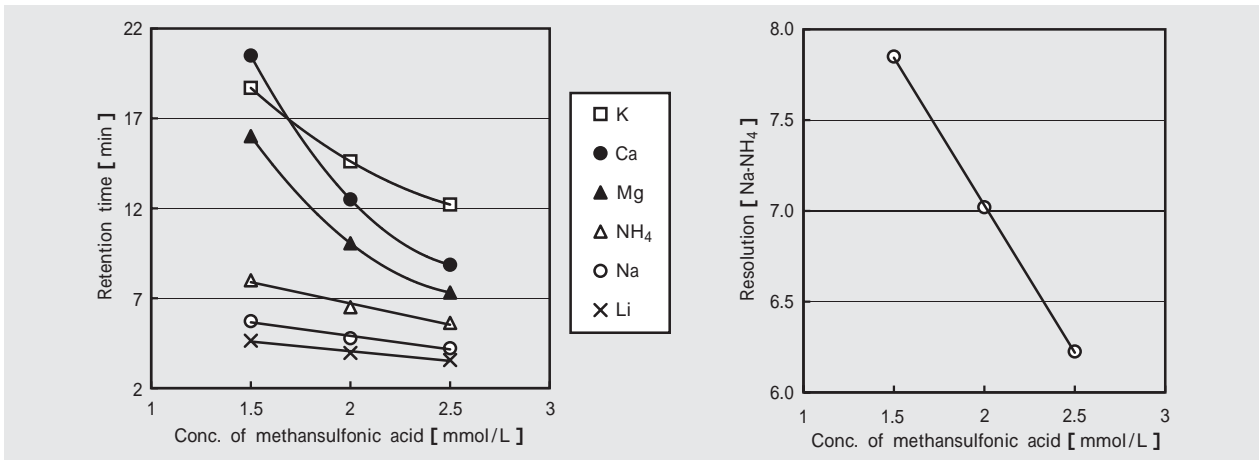 22
17
12
7
2
1
1.5
2
2.5
3
Retention time [ min ]
Conc. of methansulfonic acid [ mmol/L ]
K
Ca
Mg
NH₄
Na
Li
8.0
7.5
7.0
6.5
6.0
1
1.5
2
2.5
3
Resolution [ Na-NH₄ ]
Conc. of methansulfonic acid [ mmol/L ]